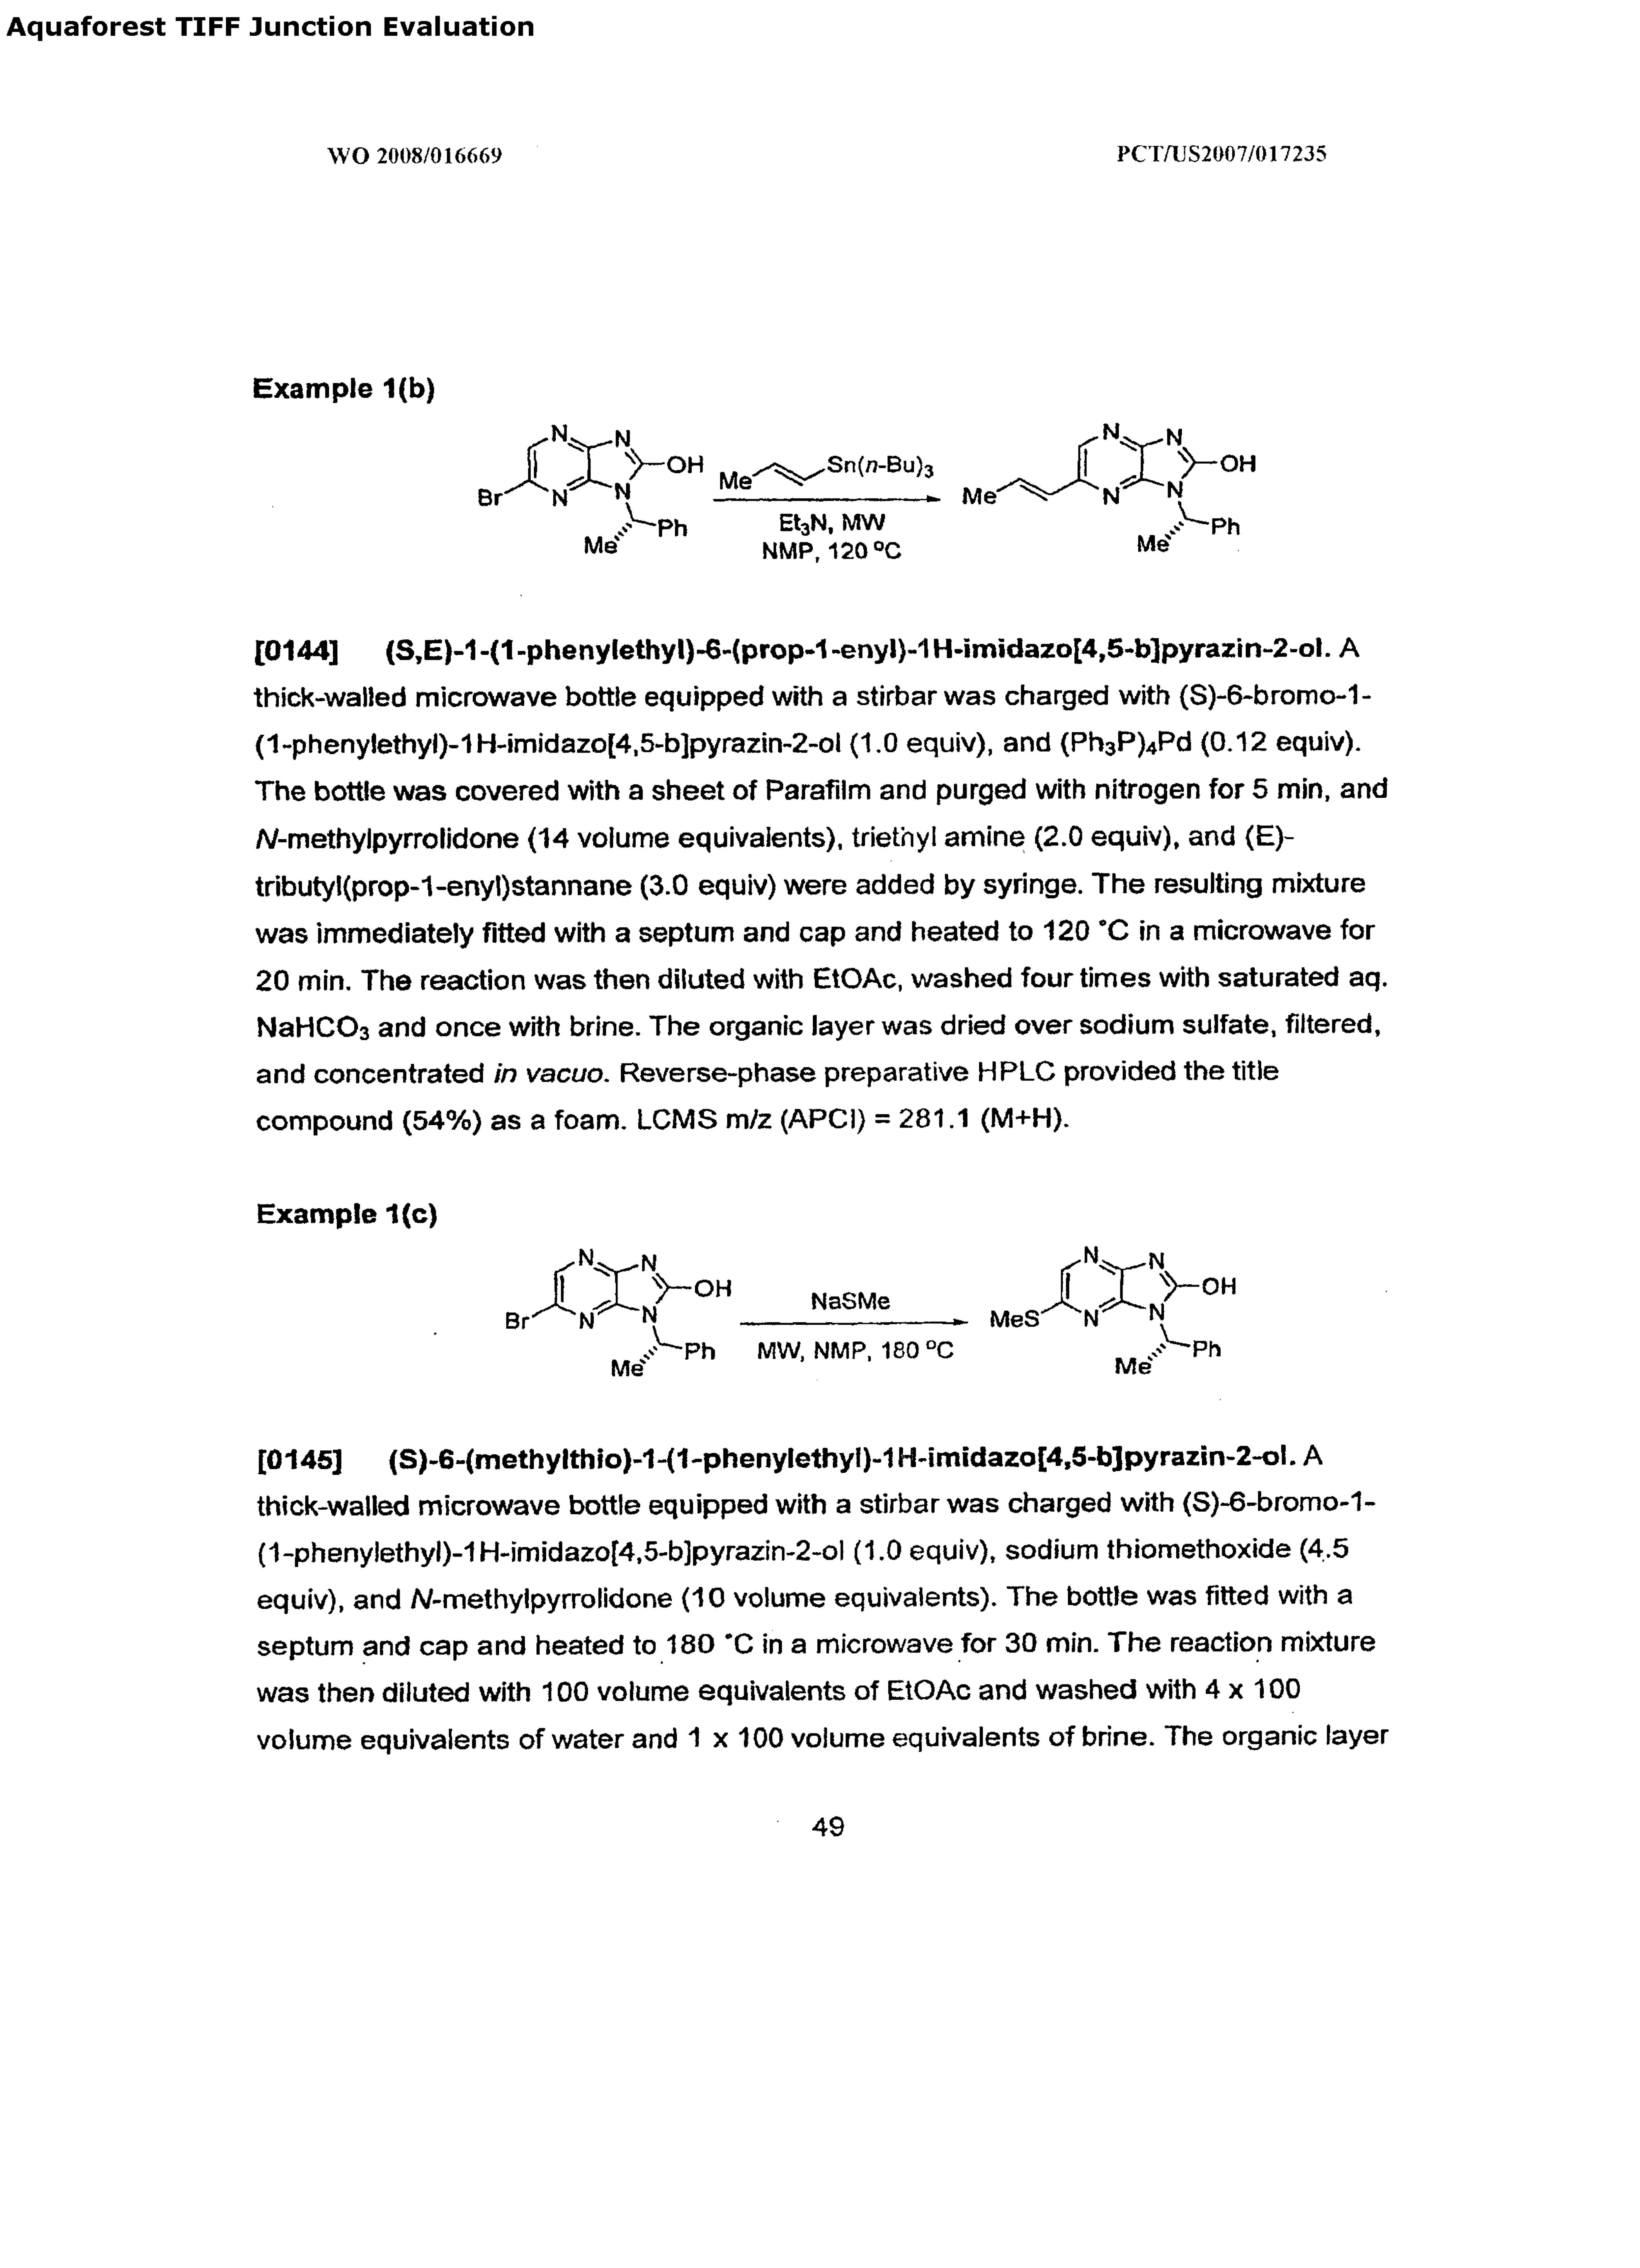 Aquaforest TIFF Junction Evaluation
WO 2008/016669 PCT/US2007/017235
Example 1(b)
N N OH Br N N Ph Me
Me Sn(n-Bu)3
Et3N, MW
NMP, 120 ºC
Me N N OH N N Ph Me
[0144] (S,E)-1-(1-phenylethyl)-6-(prop-1-enyl)-1H-imidazo[4,5-b]pyrazin-2-ol. A
thick-walled microwave bottle equipped with a stirbar was charged with (S)-6-bromo-1-
(1-phenylethyl)-1H-imidazo[4,5-b]pyrazin-2-ol (1.0 equiv), and (Ph3P)4Pd (0.12 equiv).
The bottle was covered with a sheet of Parafilm and purged with nitrogen for 5 min, and
N-methylpyrrolidone (14 volume equivalents), triethyl amine (2.0 equiv), and (E)-
tributyl(prop-1-enyl)stannane (3.0 equiv) were added by syringe. The resulting mixture
was immediately fitted with a septum and cap and heated to 120 °C in a microwave for
20 min. The reaction was then diluted with EtOAc, washed four times with saturated aq.
NaHCO3 and once with brine. The organic layer was dried over sodium sulfate, filtered,
and concentrated in vacuo. Reverse-phase preparative HPLC provided the title
compound (54%) as a foam. LCMS m/z (APCI) = 281.1 (M+H).
Example 1(c)
N N OH Br N N Ph Me
NaSMe
MW, NMP, 180 ºC
N N OH MeS N N Ph Me
[0145] (S)-6-(methylthio)-1-(1-phenylethyl)-1H-imidazo[4,5-b]pyrazin-2-ol. A
thick-walled microwave bottle equipped with a stirbar was charged with (S)-6-bromo-1-
(1-phenylethyl)-1H-imidazo[4,5-b]pyrazin-2-ol (1.0 equiv), sodium thiomethoxide (4.5
equiv), and N-methylpyrrolidone (10 volume equivalents). The bottle was fitted with a
septum and cap and heated to 180 °C in a microwave for 30 min. The reaction mixture
was then diluted with 100 volume equivalents of EtOAc and washed with 4 x 100
volume equivalents of water and 1 x 100 volume equivalents of brine. The organic layer
49